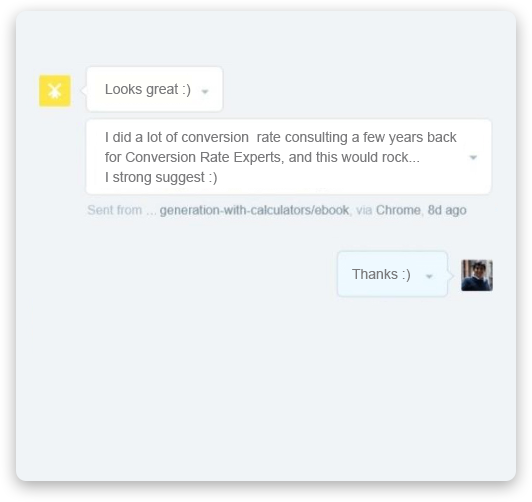 Looks great :)
I did a lot of conversion rate consulting a few years back
for Conversion Rate Experts, and this would rock...
I strong suggest :)
Sent from ... generation-with-calculators/ebook, via Chrome, 8d ago
Thanks :)